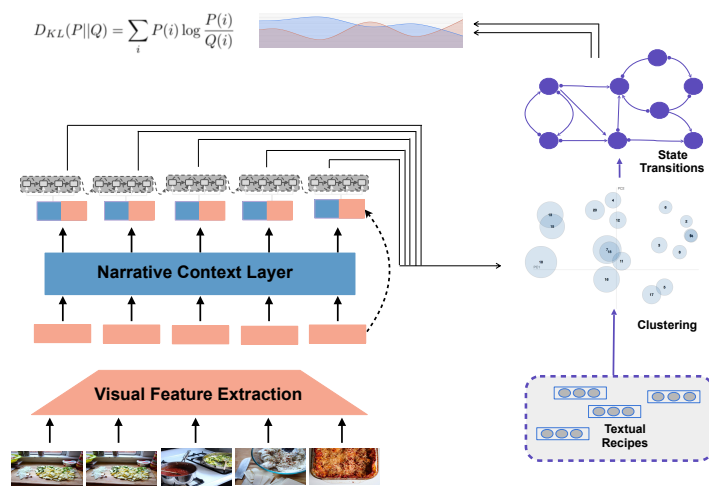 D_{KL}(P||Q) = \sum_i P(i) \log \frac{P(i)}{Q(i)}
State
Transitions
Narrative Context Layer
Clustering
Visual Feature Extraction
Textual
Recipes